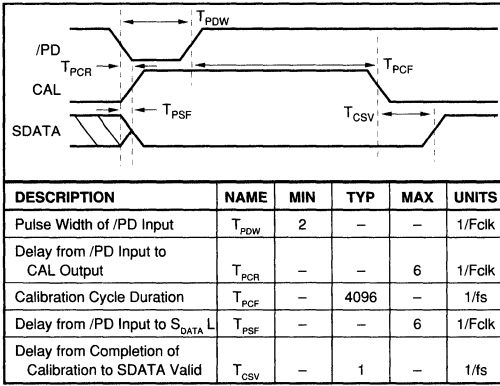 T_PDW
/PD
T_PCR
T_PCF
CAL
T_PSF
T_CSV
SDATA
DESCRIPTION NAME MIN TYP MAX UNITS
Pulse Width of /PD Input T_PDW 2 – – 1/Fclk
Delay from /PD Input to
CAL Output T_PCR – – 6 1/Fclk
Calibration Cycle Duration T_PCF – 4096 – 1/fs
Delay from /PD Input to S_DATA L T_PSF – – 6 1/Fclk
Delay from Completion of
Calibration to SDATA Valid T_CSV – 1 – 1/fs